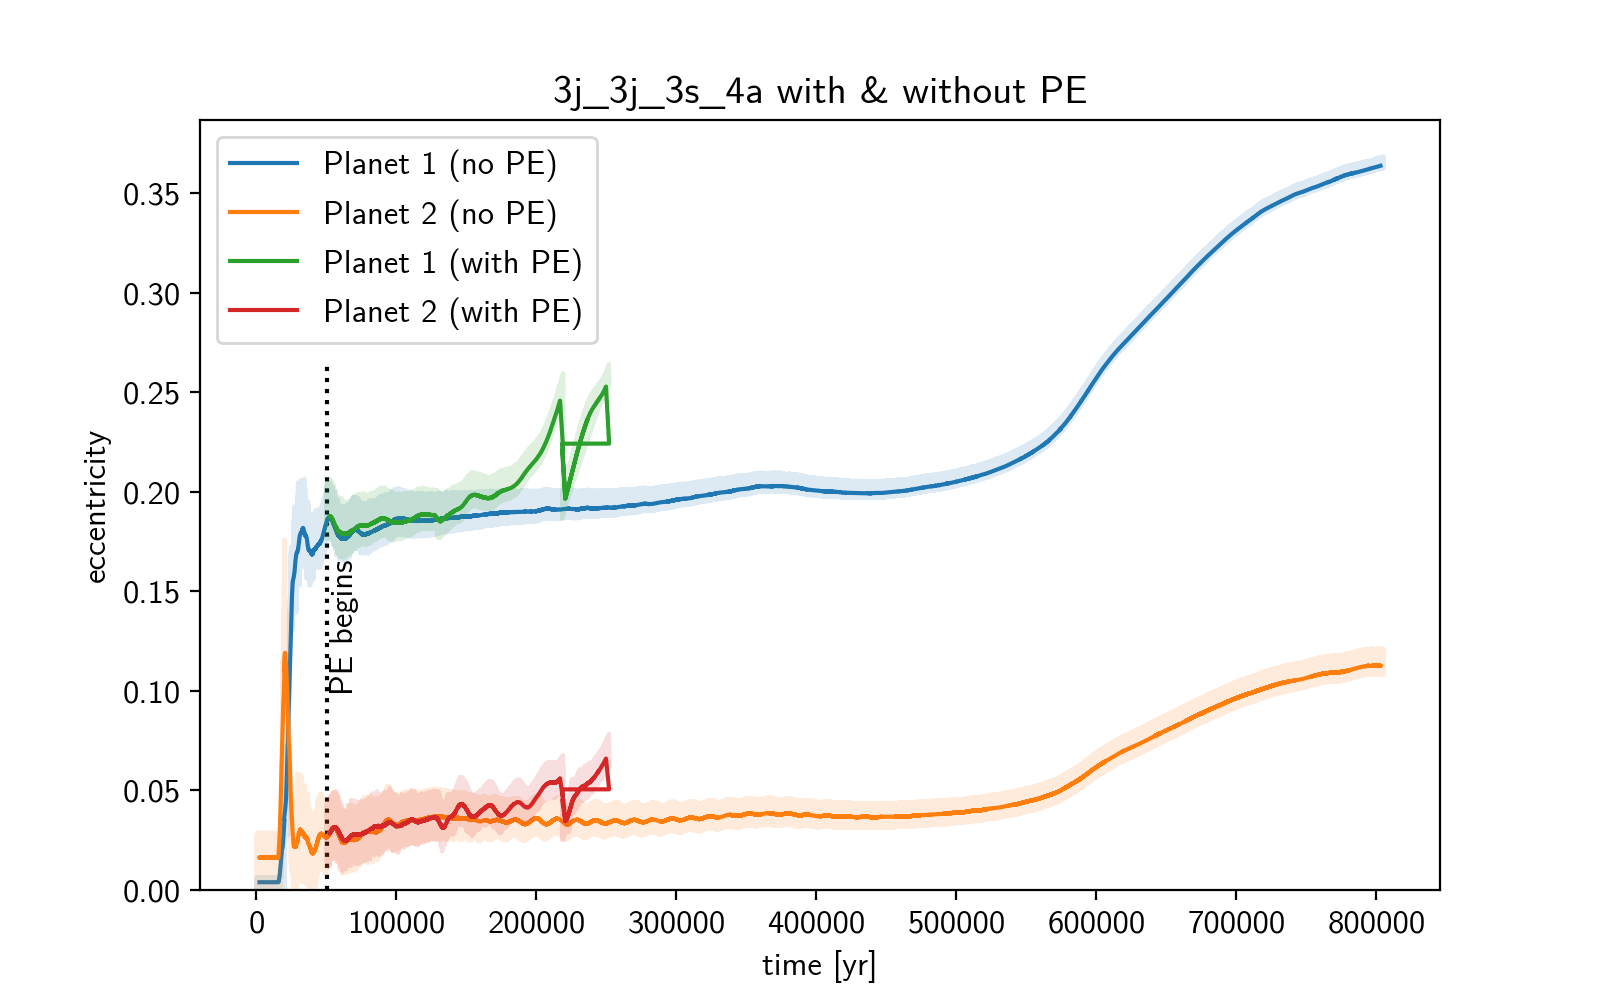 3j_3j_3s_4a with & without PE
Planet 1 (no PE)
Planet 2 (no PE)
Planet 1 (with PE)
Planet 2 (with PE)
0.35
0.30
0.25
0.20
0.15
0.10
0.05
0.00
eccentricity
PE begins
0 100000 200000 300000 400000 500000 600000 700000 800000
time [yr]